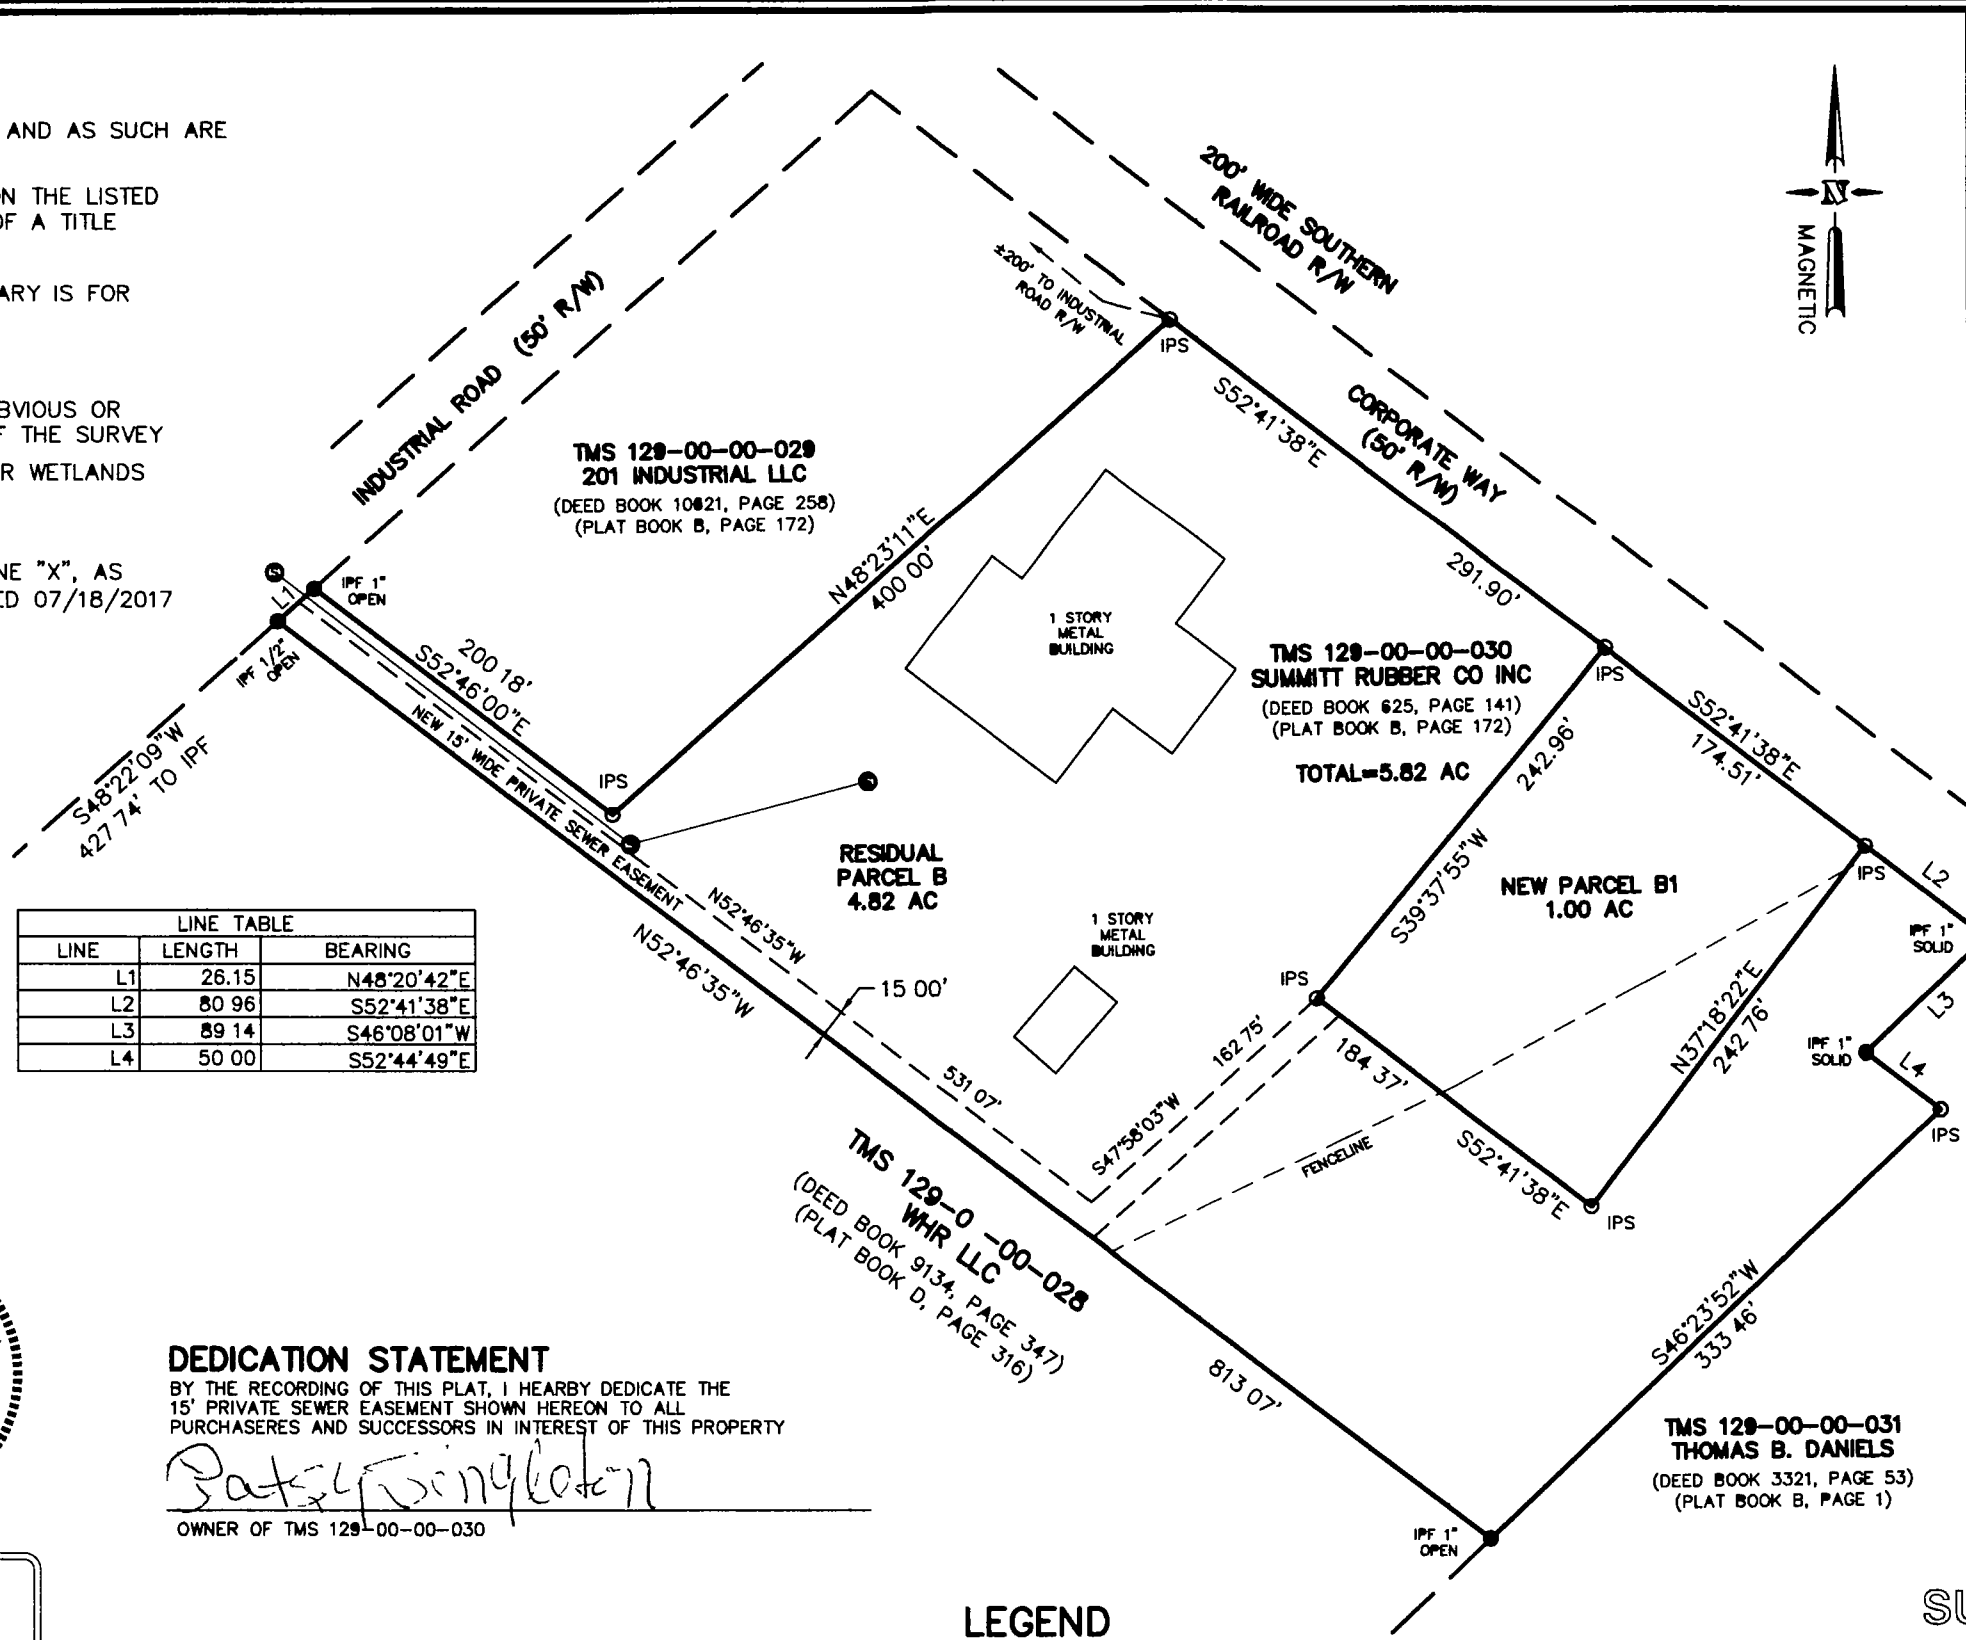 AND AS SUCH ARE
ON THE LISTED
OF A TITLE
ARY IS FOR
BVIOUS OR
F THE SURVEY
R WETLANDS
NE "X", AS
ED 07/18/2017
INDUSTRIAL ROAD (50' R/W)
200' WIDE SOUTHERN
RAILROAD R/W
±200' TO INDUSTRIAL
ROAD R/W
N
MAGNETIC
IPS
S52°41'38"E
291.90'
CORPORATE WAY
(50' R/W)
TMS 129-00-00-029
201 INDUSTRIAL LLC
(DEED BOOK 10621, PAGE 258)
(PLAT BOOK B, PAGE 172)
N48°23'11"E
400 00'
S
L1
IPF 1"
OPEN
IPF 1/2"
OPEN
200 18'
S52°46'00"E
IPS
NEW 15' WIDE PRIVATE SEWER EASEMENT
S48°22'09"W
427 74' TO IPF
1 STORY
METAL
BUILDING
TMS 129-00-00-030
SUMMITT RUBBER CO INC
(DEED BOOK 625, PAGE 141)
(PLAT BOOK B, PAGE 172)
TOTAL=5.82 AC
IPS
S52°41'38"E
174.51'
242.96'
S39°37'55"W
NEW PARCEL B1
1.00 AC
IPS
L2
IPF 1"
SOLID
L3
IPF 1"
SOLID
L4
IPS
N37°18'22"E
242 76'
RESIDUAL
PARCEL B
4.82 AC
N52°46'35"W
N52°46'35"W
15 00'
1 STORY
METAL
BUILDING
IPS
162 75'
S47°58'03"W
531 07'
184 37'
S52°41'38"E
IPS
FENCELINE
LINE TABLE
LINE LENGTH BEARING
L1 26.15 N48°20'42"E
L2 80 96 S52°41'38"E
L3 89 14 S46°08'01"W
L4 50 00 S52°44'49"E
TMS 129-0 -00-028
WHR LLC
(DEED BOOK 9134, PAGE 347)
(PLAT BOOK D, PAGE 316)
813 07'
S46°23'52"W
333 46'
TMS 129-00-00-031
THOMAS B. DANIELS
(DEED BOOK 3321, PAGE 53)
(PLAT BOOK B, PAGE 1)
IPF 1"
OPEN
DEDICATION STATEMENT
BY THE RECORDING OF THIS PLAT, I HEARBY DEDICATE THE
15' PRIVATE SEWER EASEMENT SHOWN HEREON TO ALL
PURCHASERES AND SUCCESSORS IN INTEREST OF THIS PROPERTY
Patsy Singleton
OWNER OF TMS 129-00-00-030
LEGEND
SU